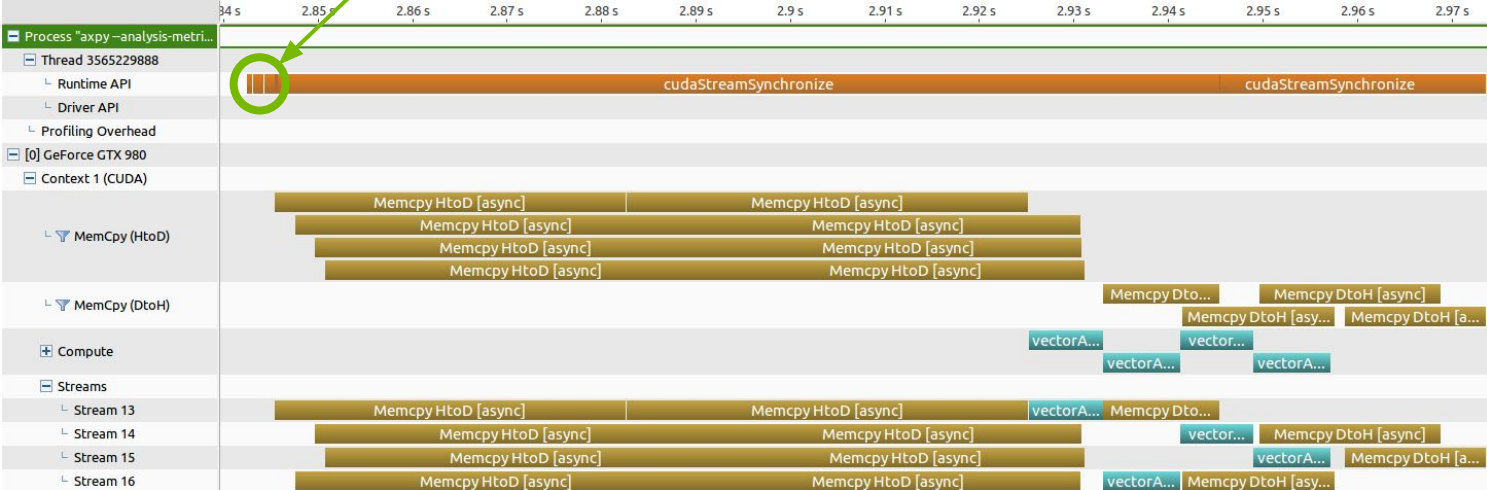 34 s 2.85 s 2.86 s 2.87 s 2.88 s 2.89 s 2.9 s 2.91 s 2.92 s 2.93 s 2.94 s 2.95 s 2.96 s 2.97 s
Process "axpy --analysis-metri...
Thread 3565229888
Runtime API cudaStreamSynchronize cudaStreamSynchronize
Driver API
Profiling Overhead
[0] GeForce GTX 980
Context 1 (CUDA)
Memcpy HtoD [async] Memcpy HtoD [async]
Memcpy HtoD [async] Memcpy HtoD [async]
MemCpy (HtoD)
Memcpy HtoD [async] Memcpy HtoD [async]
Memcpy HtoD [async] Memcpy HtoD [async]
Memcpy Dto... Memcpy DtoH [async]
MemCpy (DtoH)
Memcpy DtoH [asy... Memcpy DtoH [a...
vectorA... vector...
Compute
vectorA... vectorA...
Streams
Stream 13 Memcpy HtoD [async] Memcpy HtoD [async] vectorA... Memcpy Dto...
Stream 14 Memcpy HtoD [async] Memcpy HtoD [async] vector... Memcpy DtoH [async]
Stream 15 Memcpy HtoD [async] Memcpy HtoD [async] vectorA... Memcpy DtoH [a...
Stream 16 Memcpy HtoD [async] Memcpy HtoD [async] vectorA... Memcpy DtoH [asy...